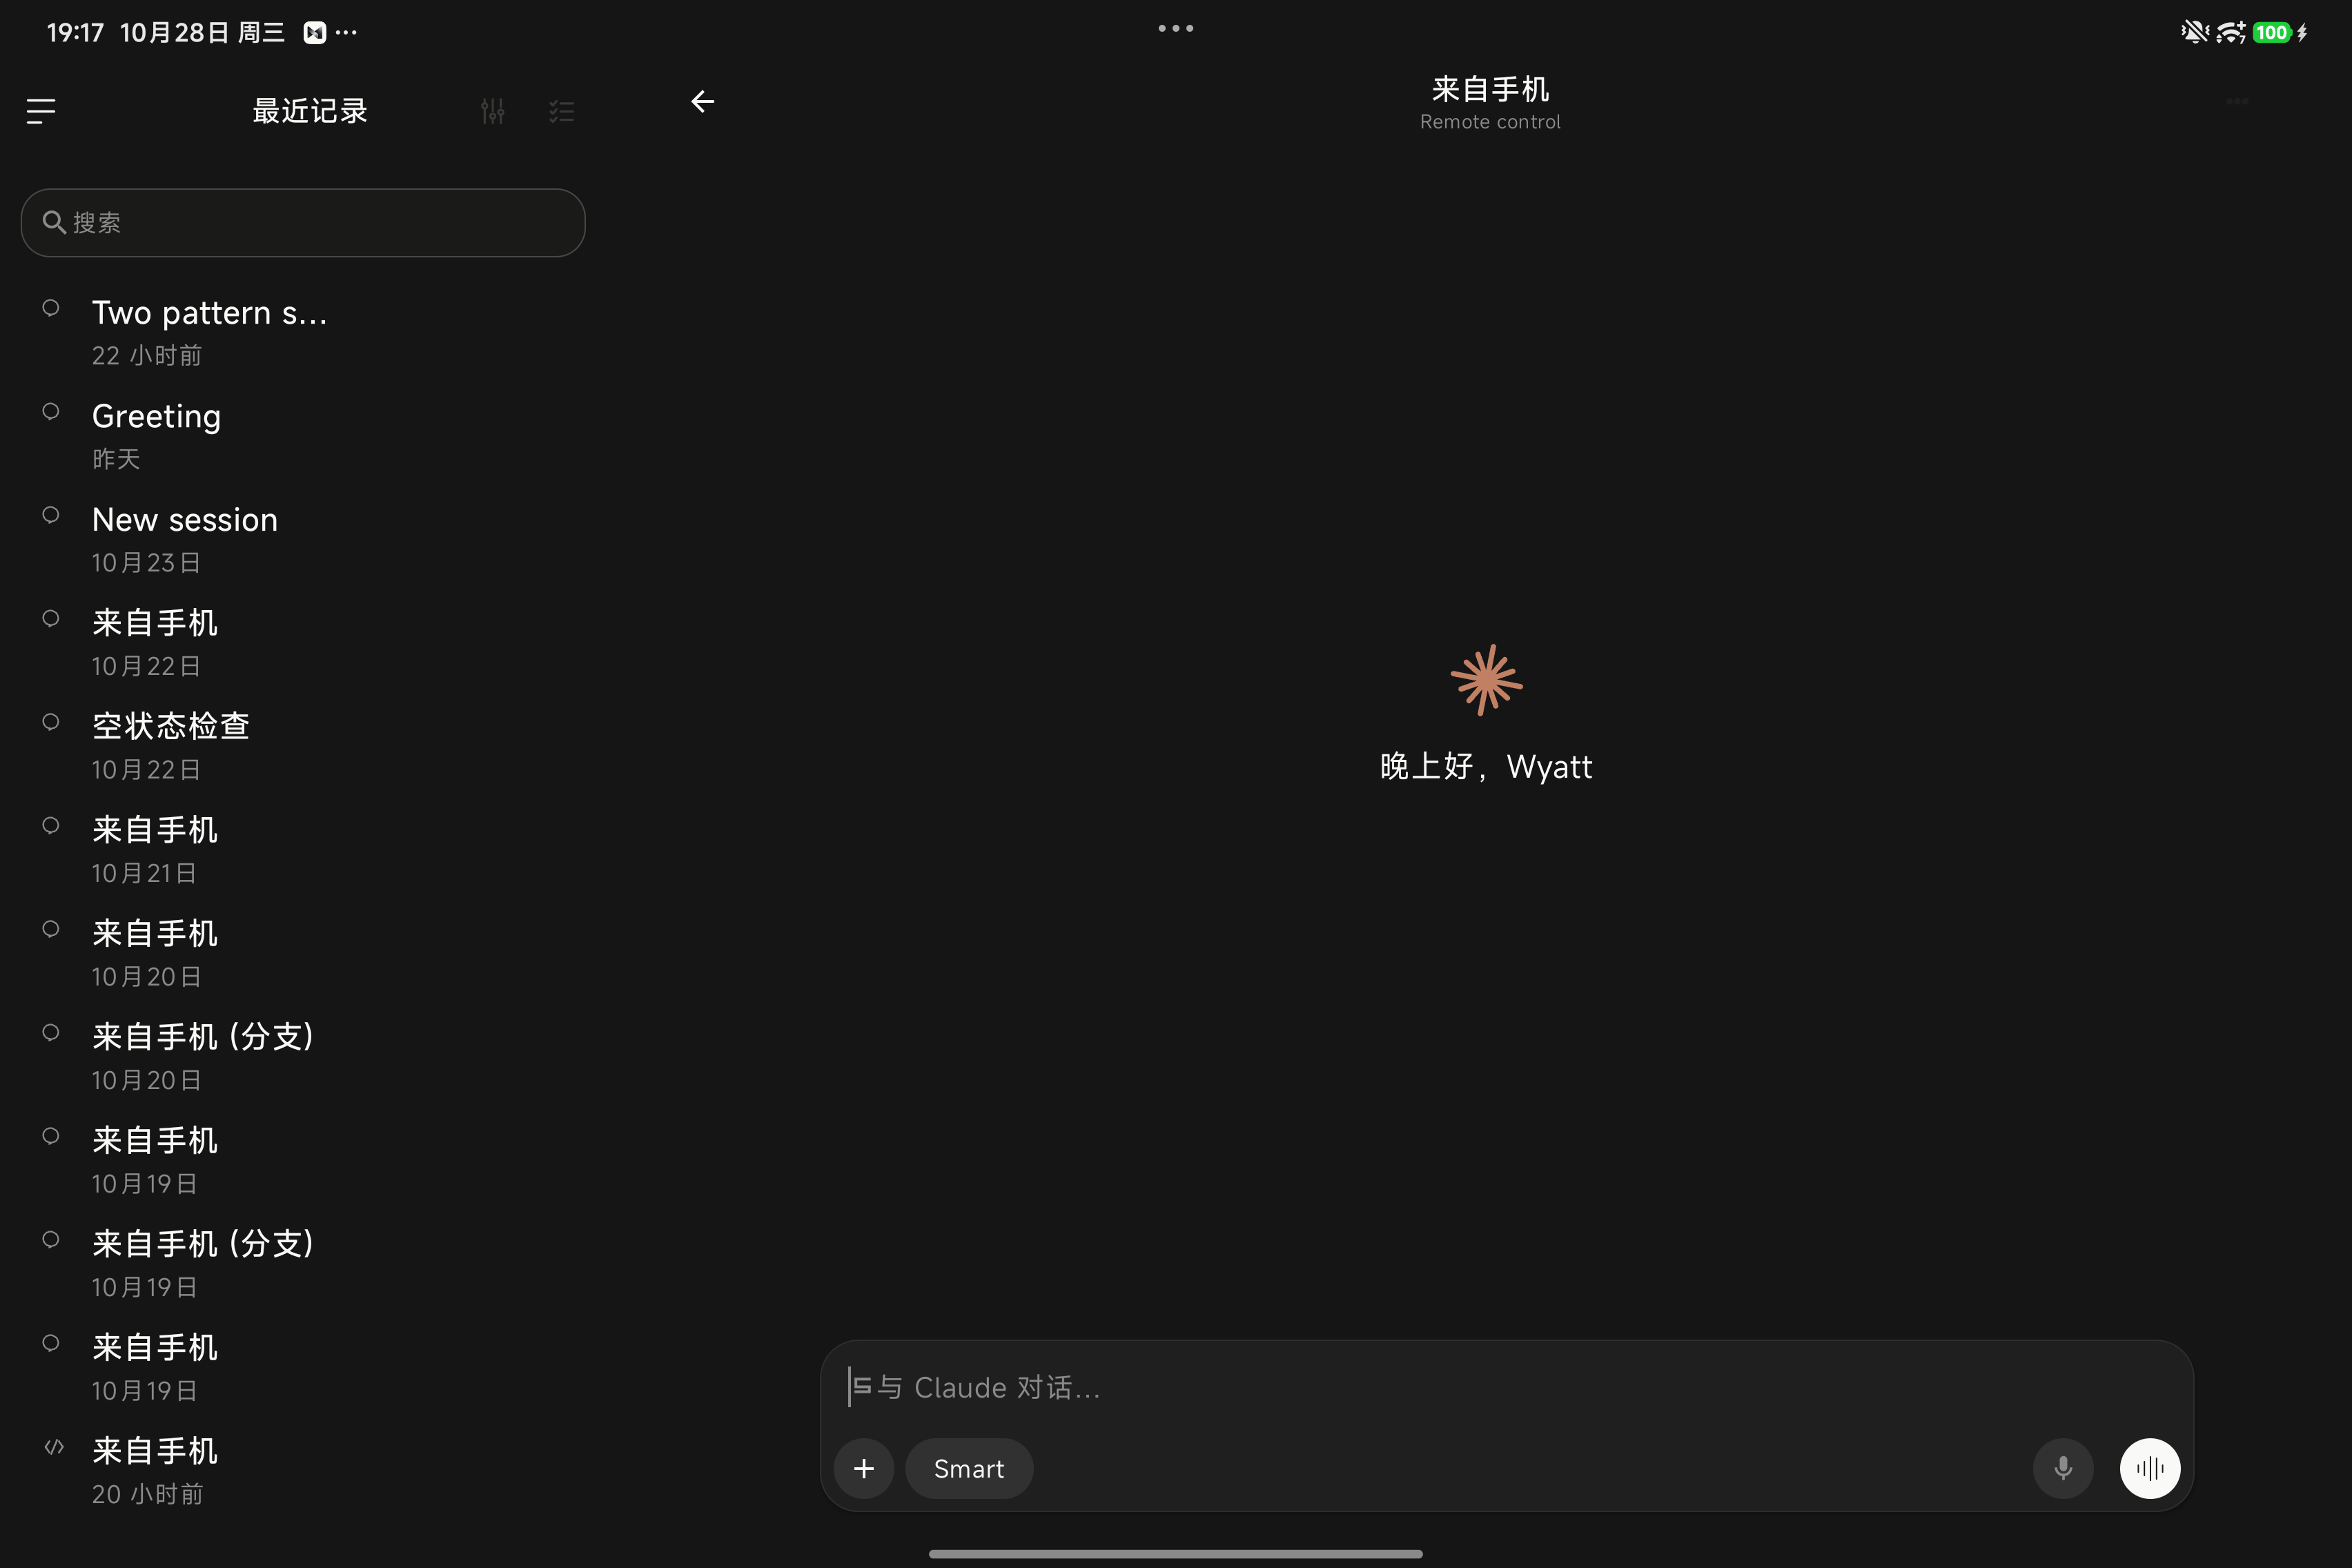 19:17 10月28日 周三
100
最近记录
来自手机
Remote control
搜索
Two pattern s...
22 小时前
Greeting
昨天
New session
10月23日
来自手机
10月22日
空状态检查
10月22日
来自手机
10月21日
来自手机
10月20日
来自手机 (分支)
10月20日
来自手机
10月19日
来自手机 (分支)
10月19日
来自手机
10月19日
来自手机
20 小时前
晚上好，Wyatt
与 Claude 对话...
Smart